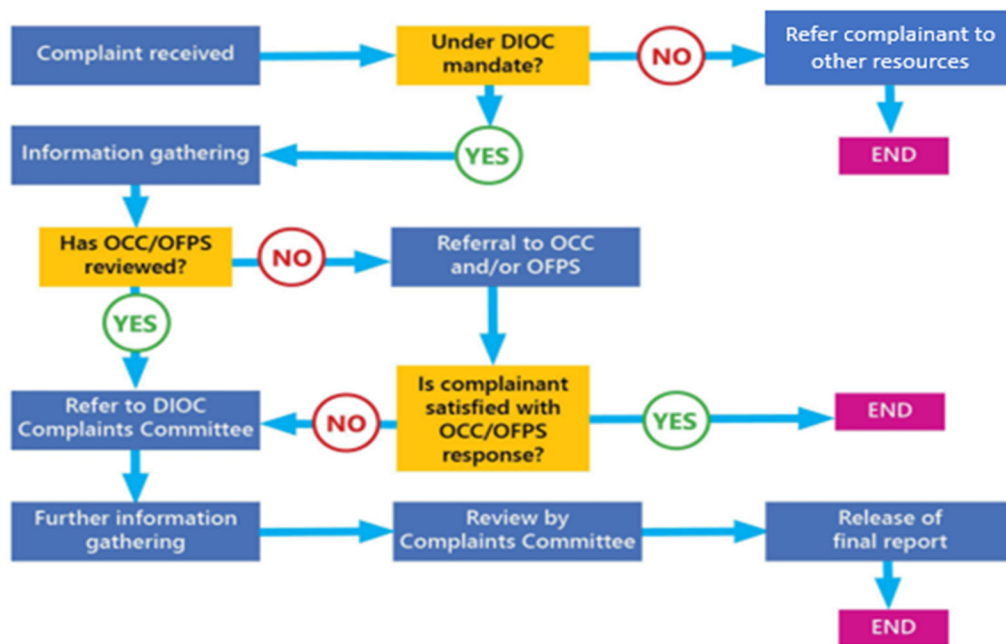 Complaint received
Under DIOC
mandate?
NO
Refer complainant to
other resources
END
YES
Information gathering
Has OCC/OFPS
reviewed?
NO
Referral to OCC
and/or OFPS
YES
Is complainant
satisfied with
OCC/OFPS
response?
YES
END
NO
Refer to DIOC
Complaints Committee
Further information
gathering
Review by
Complaints Committee
Release of
final report
END